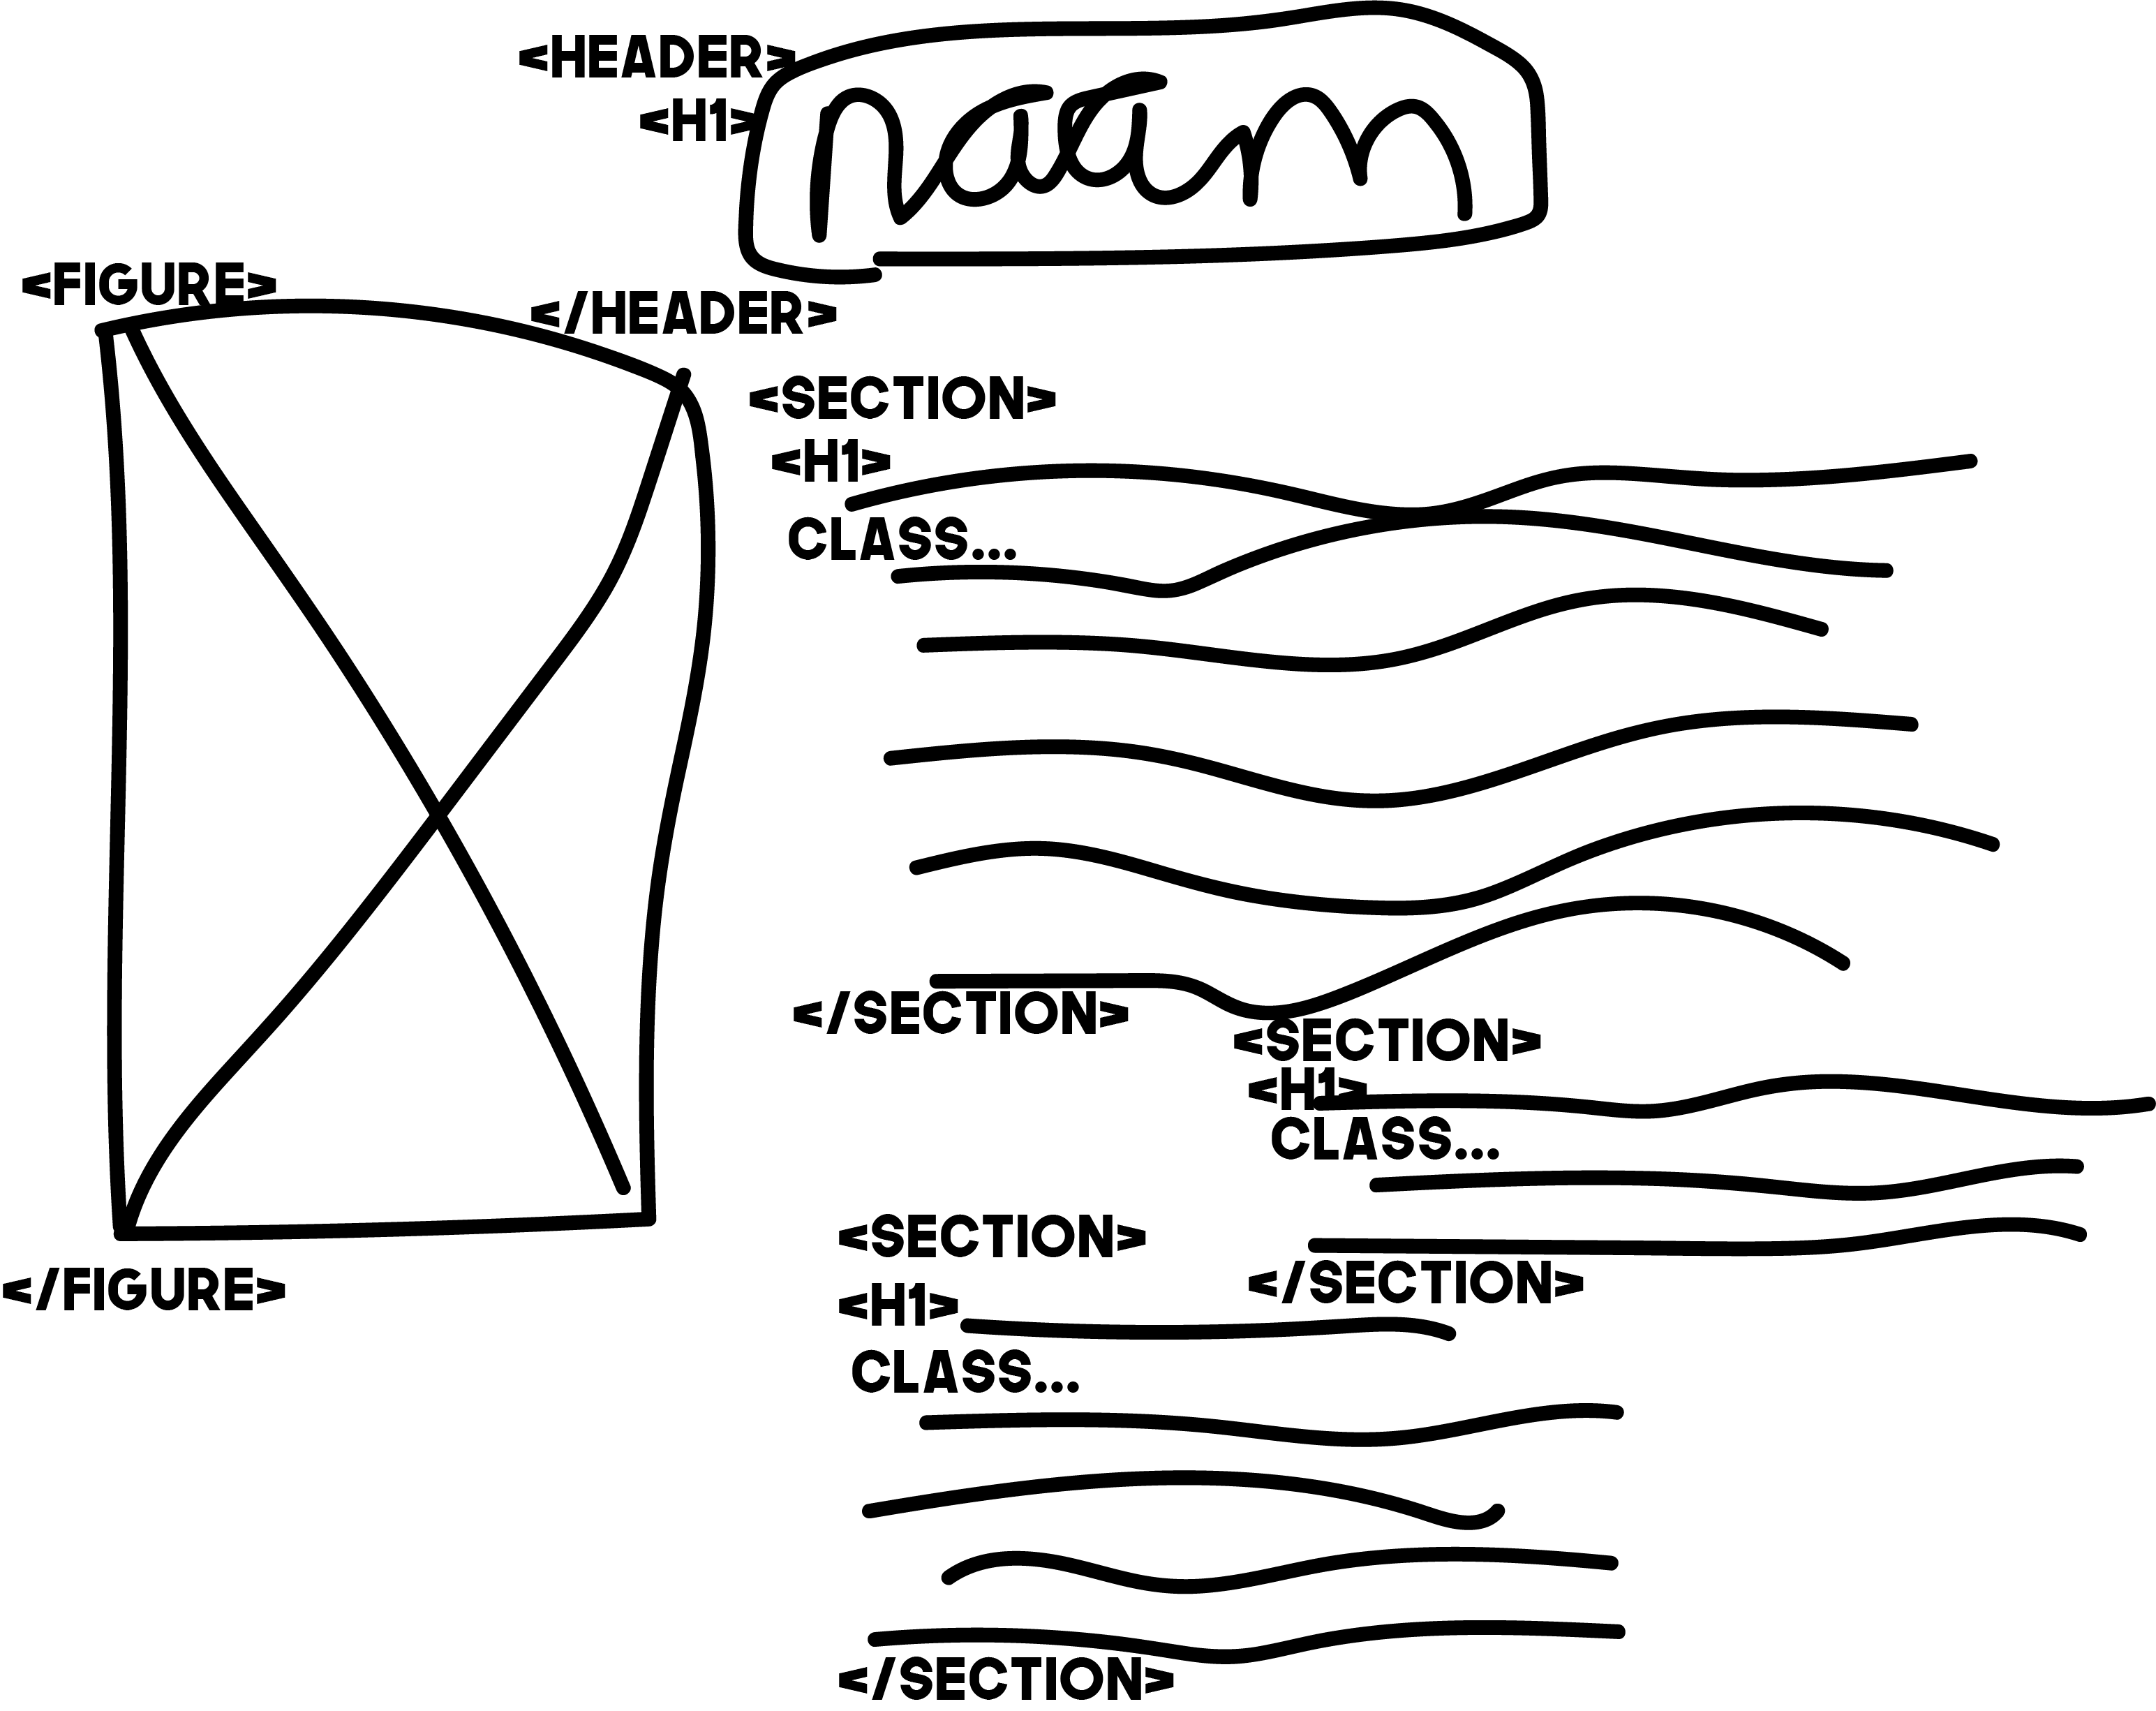 <HEADER>
<H1>
naam
</HEADER>
<FIGURE>
</FIGURE>
<SECTION>
<H1>
CLASS...
</SECTION>
<SECTION>
<H1>
CLASS...
</SECTION>
<SECTION>
<H1>
CLASS...
</SECTION>